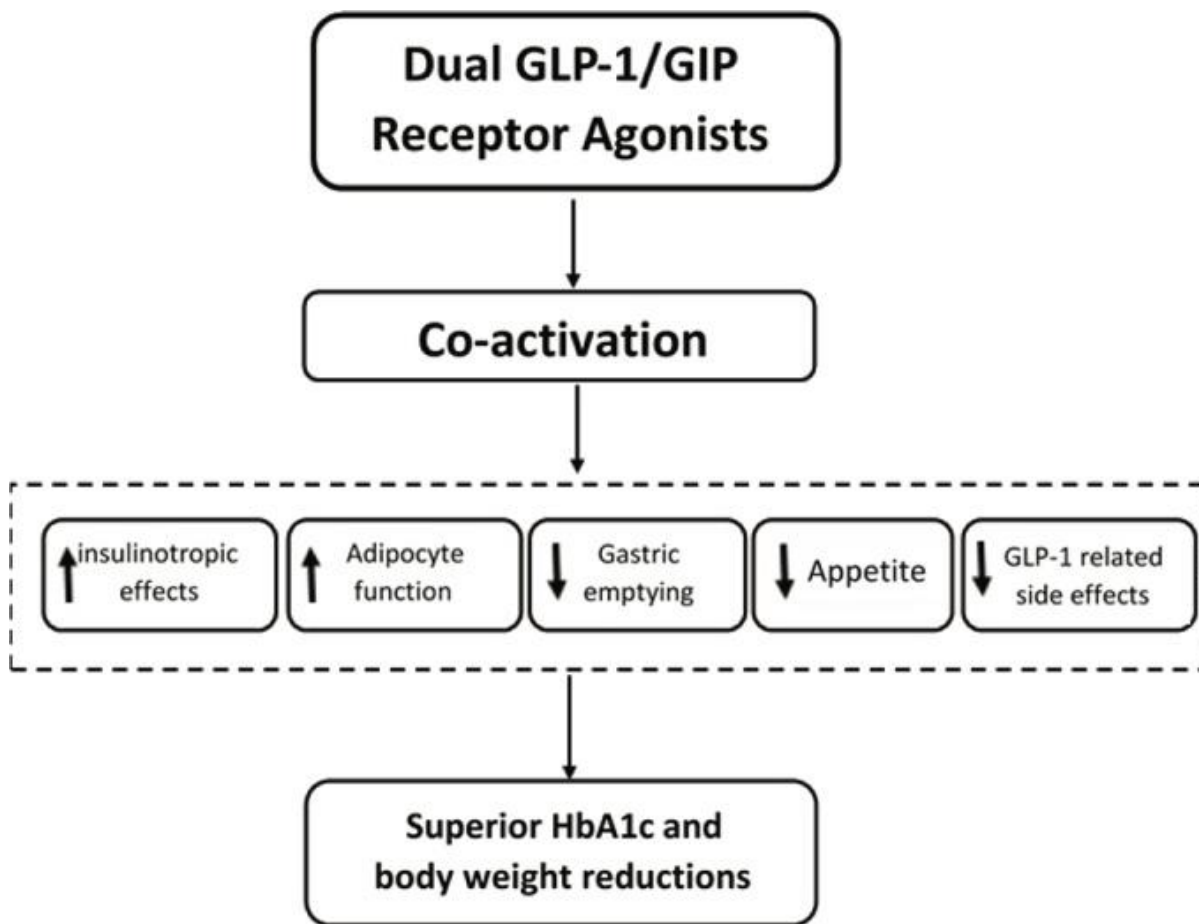 Dual GLP-1/GIP
Receptor Agonists
Co-activation
insulinotropic
effects
Adipocyte
function
Gastric
emptying
Appetite
GLP-1 related
side effects
Superior HbA1c and
body weight reductions